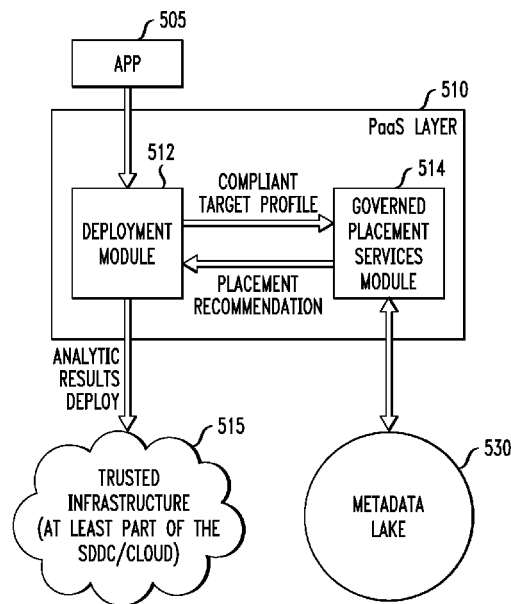 505
APP
510
PaaS LAYER
512
DEPLOYMENT
MODULE
COMPLIANT
TARGET PROFILE
514
GOVERNED
PLACEMENT
SERVICES
MODULE
PLACEMENT
RECOMMENDATION
ANALYTIC
RESULTS
DEPLOY
515
TRUSTED
INFRASTRUCTURE
(AT LEAST PART OF THE
SDDC/CLOUD)
530
METADATA
LAKE